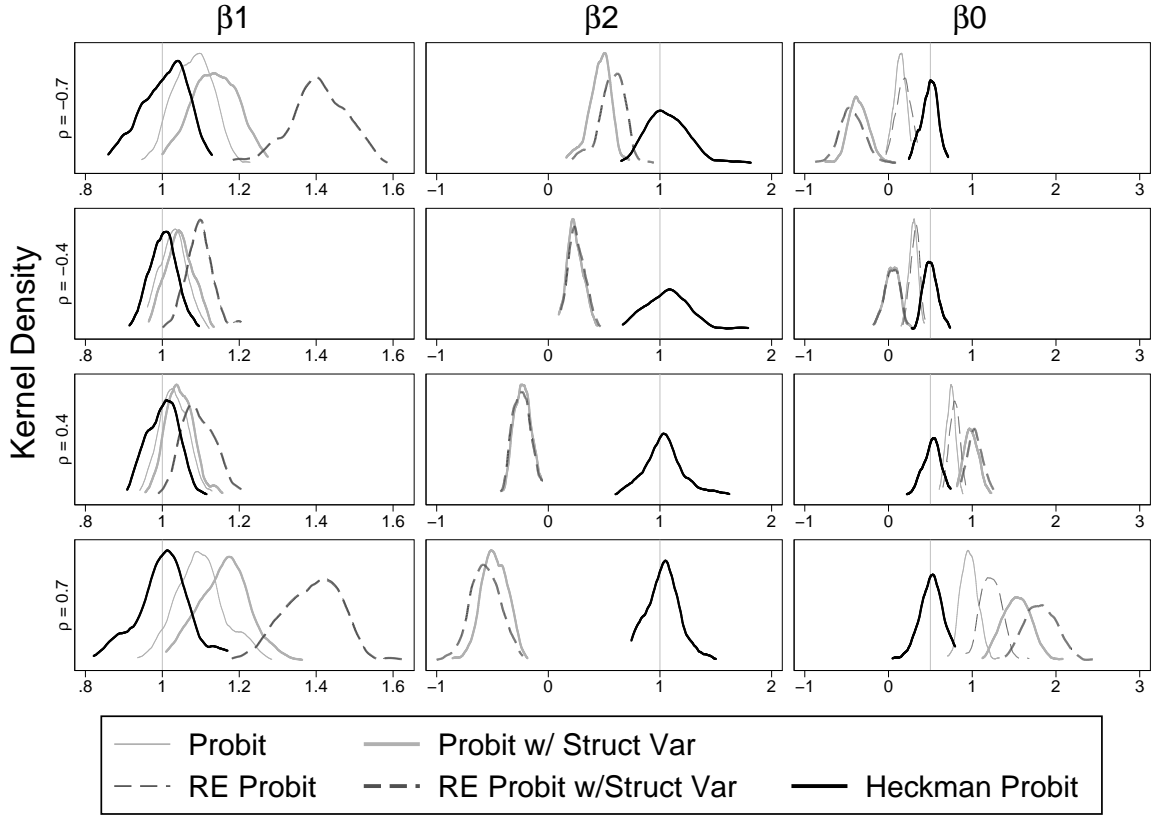 β1 β2 β0
Kernel Density
ρ = −0.7
.8 1 1.2 1.4 1.6 −1 0 1 2 −1 0 1 2 3
ρ = −0.4
.8 1 1.2 1.4 1.6 −1 0 1 2 −1 0 1 2 3
ρ = 0.4
.8 1 1.2 1.4 1.6 −1 0 1 2 −1 0 1 2 3
ρ = 0.7
.8 1 1.2 1.4 1.6 −1 0 1 2 −1 0 1 2 3
Probit Probit w/ Struct Var
RE Probit RE Probit w/Struct Var Heckman Probit